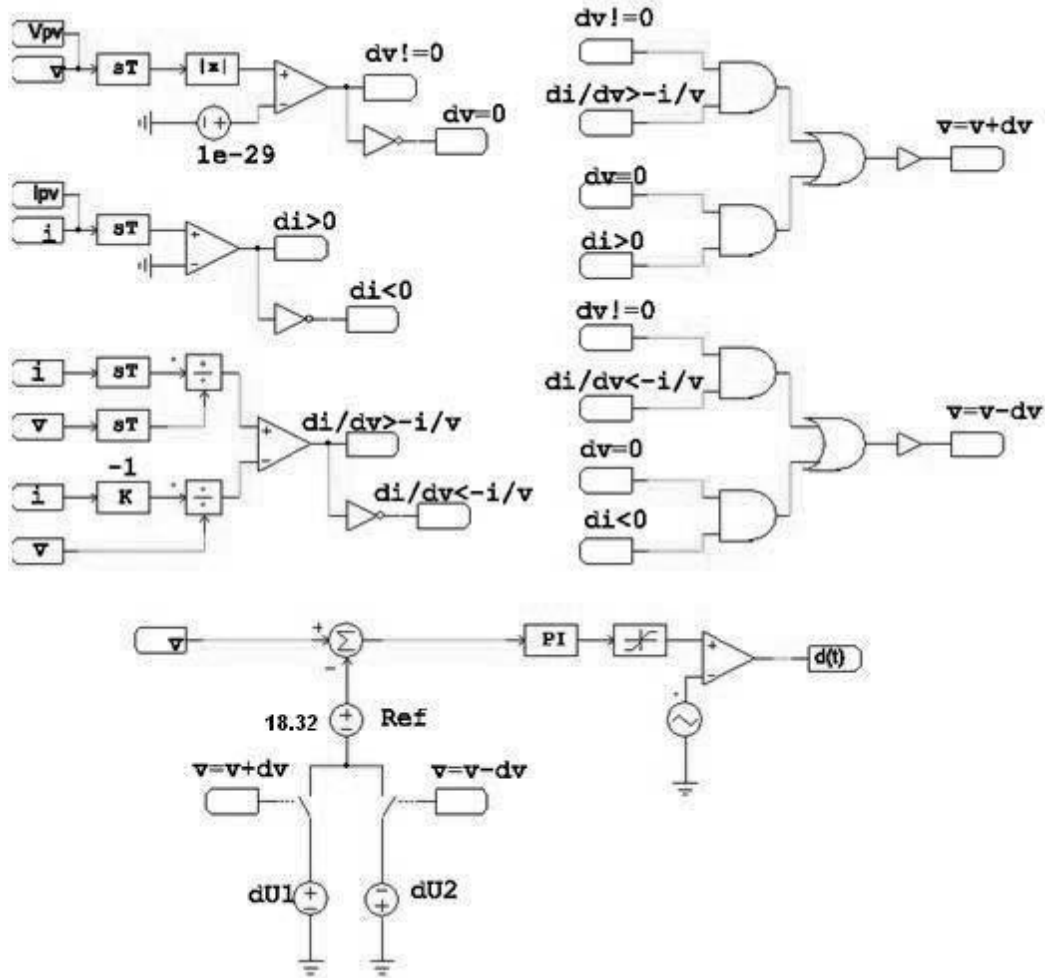 Vpv
v
sT
|x|
dv!=0
dv=0
1e-29
Ipv
i
sT
di>0
di<0
i
sT
v
sT
di/dv>-i/v
-1
i
K
di/dv<-i/v
v
dv!=0
di/dv>-i/v
v=v+dv
dv=0
di>0
dv!=0
di/dv<-i/v
v=v-dv
dv=0
di<0
v
Σ
PI
d(t)
18.32
Ref
v=v+dv
v=v-dv
dU1
dU2